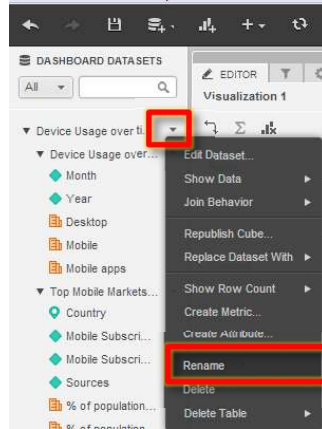 DASHBOARD DATASETS
All
EDITOR
Visualization 1
Device Usage over ti...
Device Usage over...
Month
Year
Desktop
Mobile
Mobile apps
Top Mobile Markets...
Country
Mobile Subscri...
Mobile Subscri...
Sources
% of population...
% of population
Edit Dataset...
Show Data
Join Behavior
Republish Cube...
Replace Dataset With
Show Row Count
Create Metric...
Create Attribute...
Rename
Delete
Delete Table